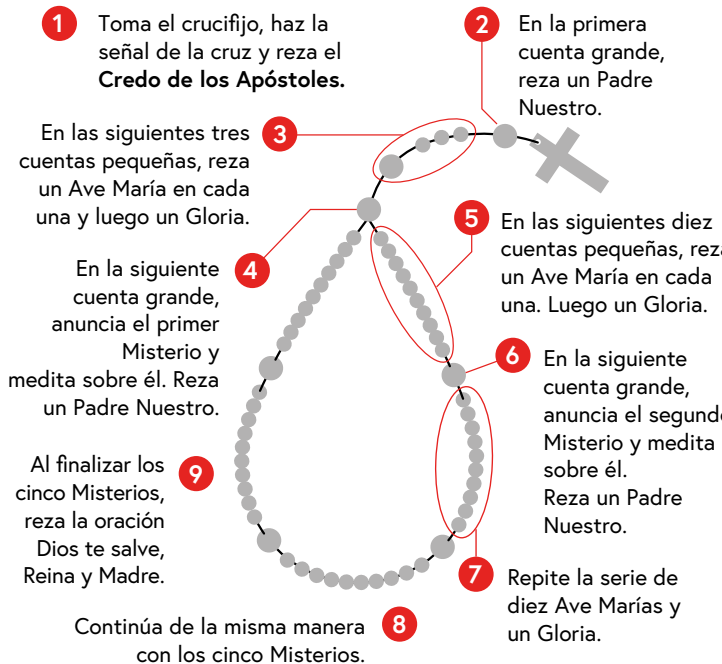 1
Toma el crucifijo, haz la
señal de la cruz y reza el
Credo de los Apóstoles.
2
En la primera
cuenta grande,
reza un Padre
Nuestro.
3
En las siguientes tres
cuentas pequeñas, reza
un Ave María en cada
una y luego un Gloria.
4
En la siguiente
cuenta grande,
anuncia el primer
Misterio y
medita sobre él. Reza
un Padre Nuestro.
5
En las siguientes diez
cuentas pequeñas, reza
un Ave María en cada
una. Luego un Gloria.
6
En la siguiente
cuenta grande,
anuncia el segundo
Misterio y medita
sobre él.
Reza un Padre
Nuestro.
7
Repite la serie de
diez Ave Marías y
un Gloria.
8
Continúa de la misma manera
con los cinco Misterios.
9
Al finalizar los
cinco Misterios,
reza la oración
Dios te salve,
Reina y Madre.